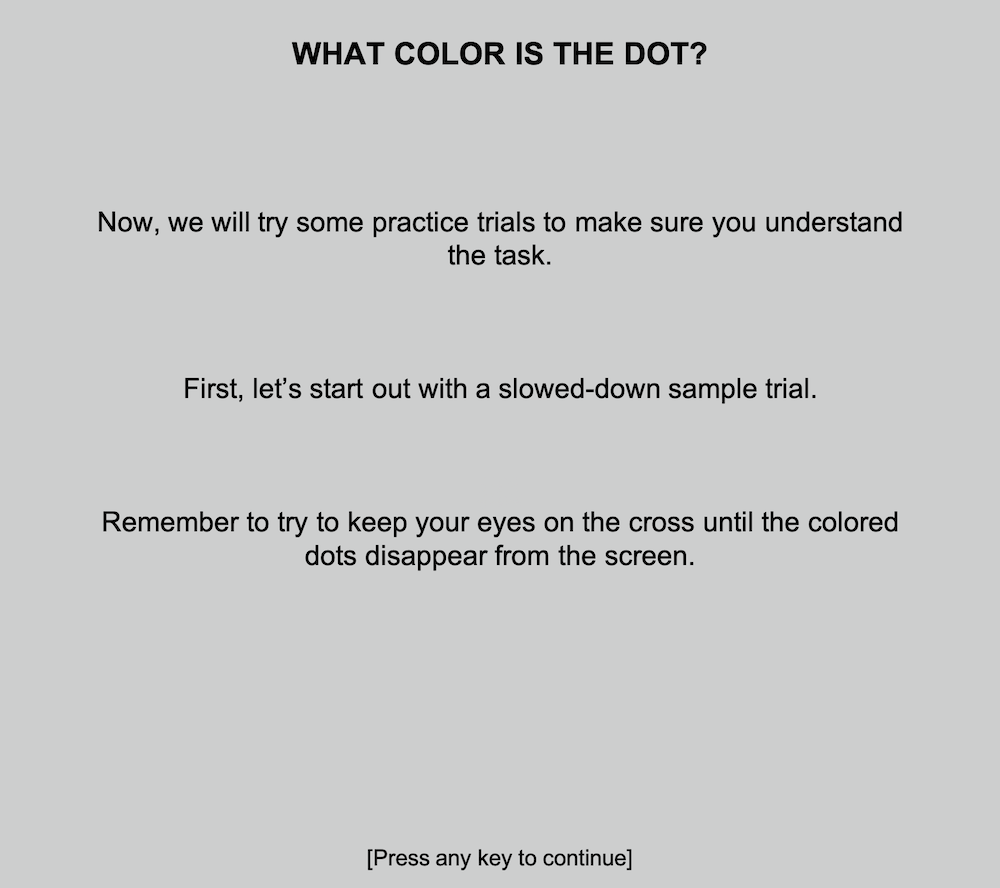 WHAT COLOR IS THE DOT?
Now, we will try some practice trials to make sure you understand
the task.
First, let’s start out with a slowed-down sample trial.
Remember to try to keep your eyes on the cross until the colored
dots disappear from the screen.
[Press any key to continue]